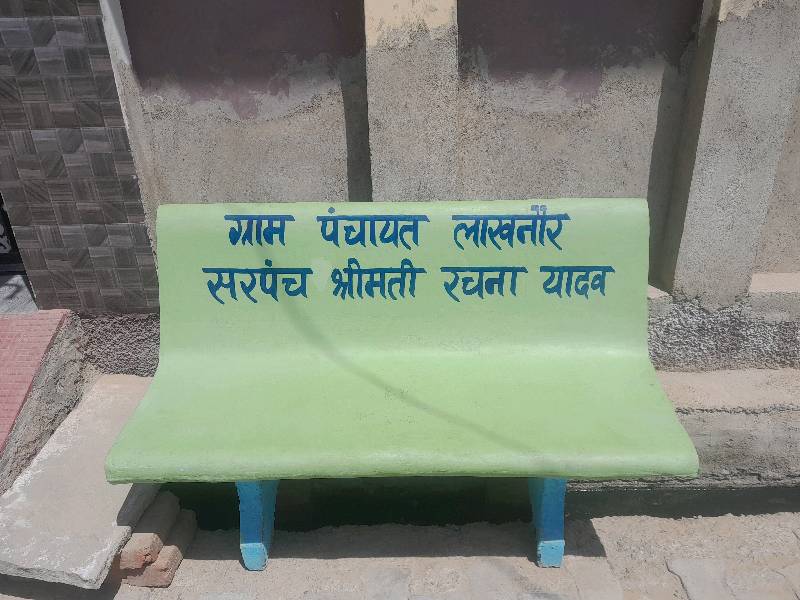 ग्राम पंचायत लाखनौर
सरपंच श्रीमती रचना यादव